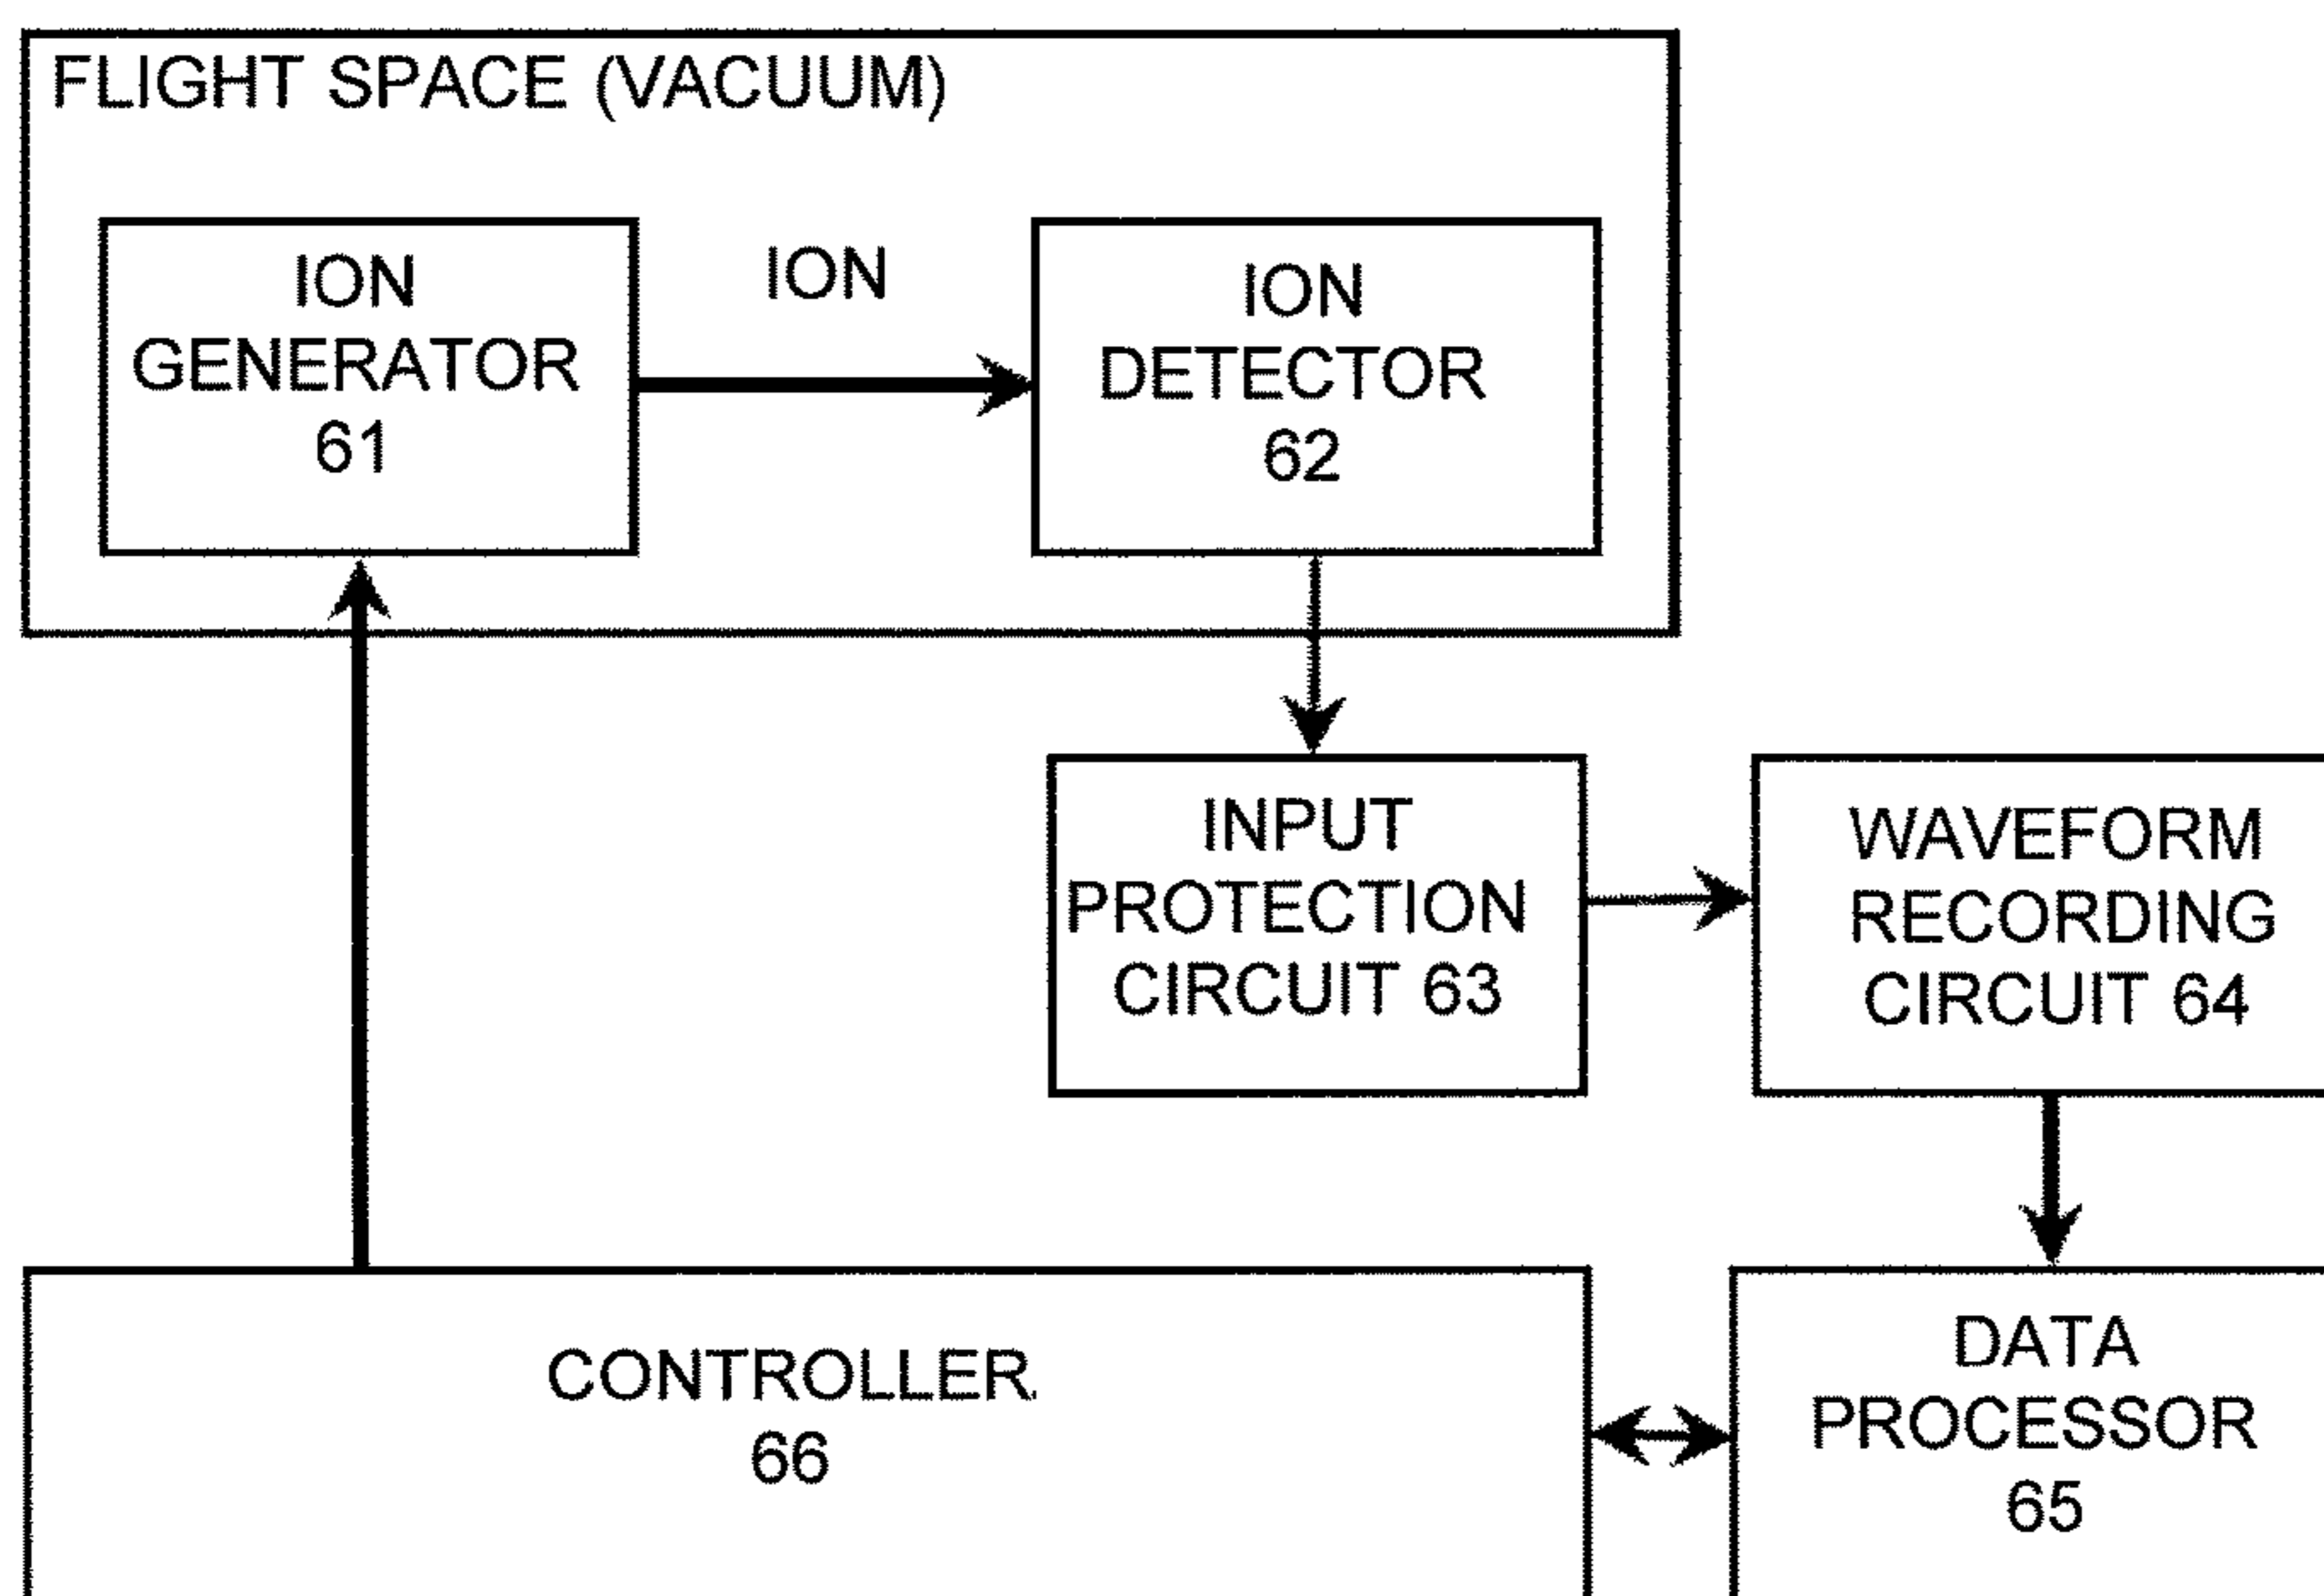 FLIGHT SPACE (VACUUM)
ION
GENERATOR
61
ION
ION
DETECTOR
62
INPUT
PROTECTION
CIRCUIT 63
WAVEFORM
RECORDING
CIRCUIT 64
CONTROLLER
66
DATA
PROCESSOR
65